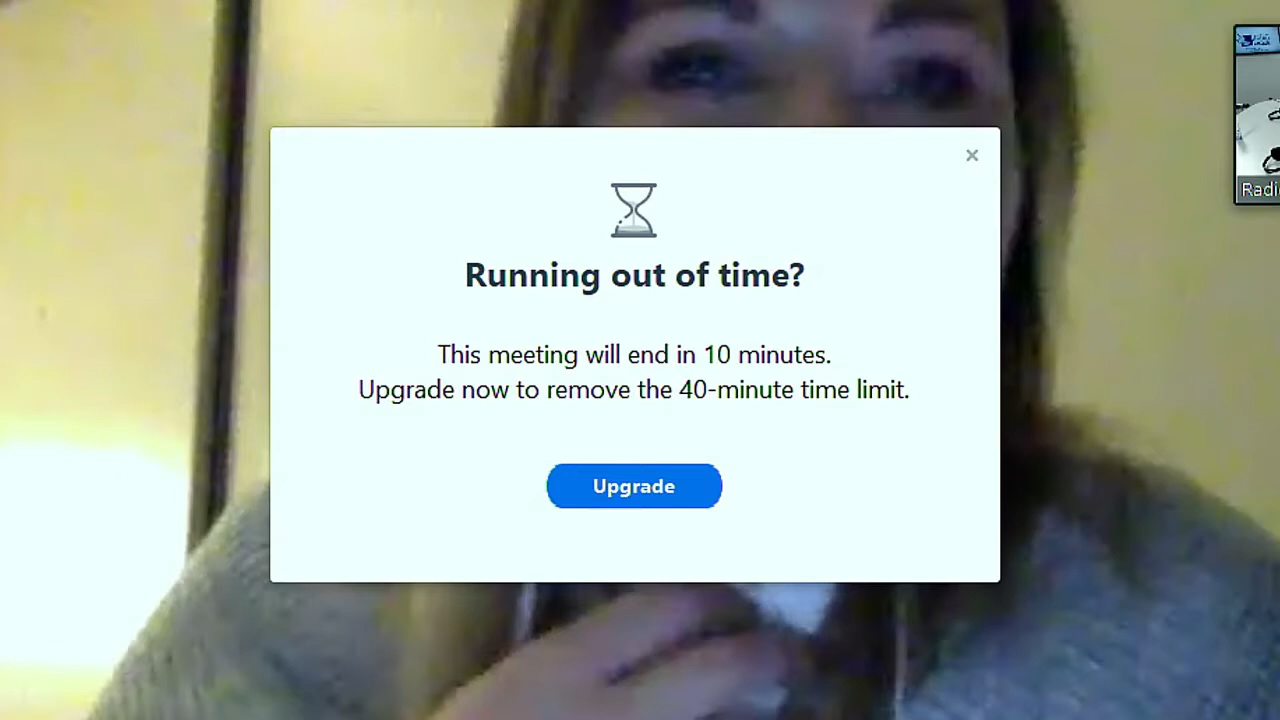 Running out of time?
This meeting will end in 10 minutes.
Upgrade now to remove the 40-minute time limit.
Upgrade
Radi